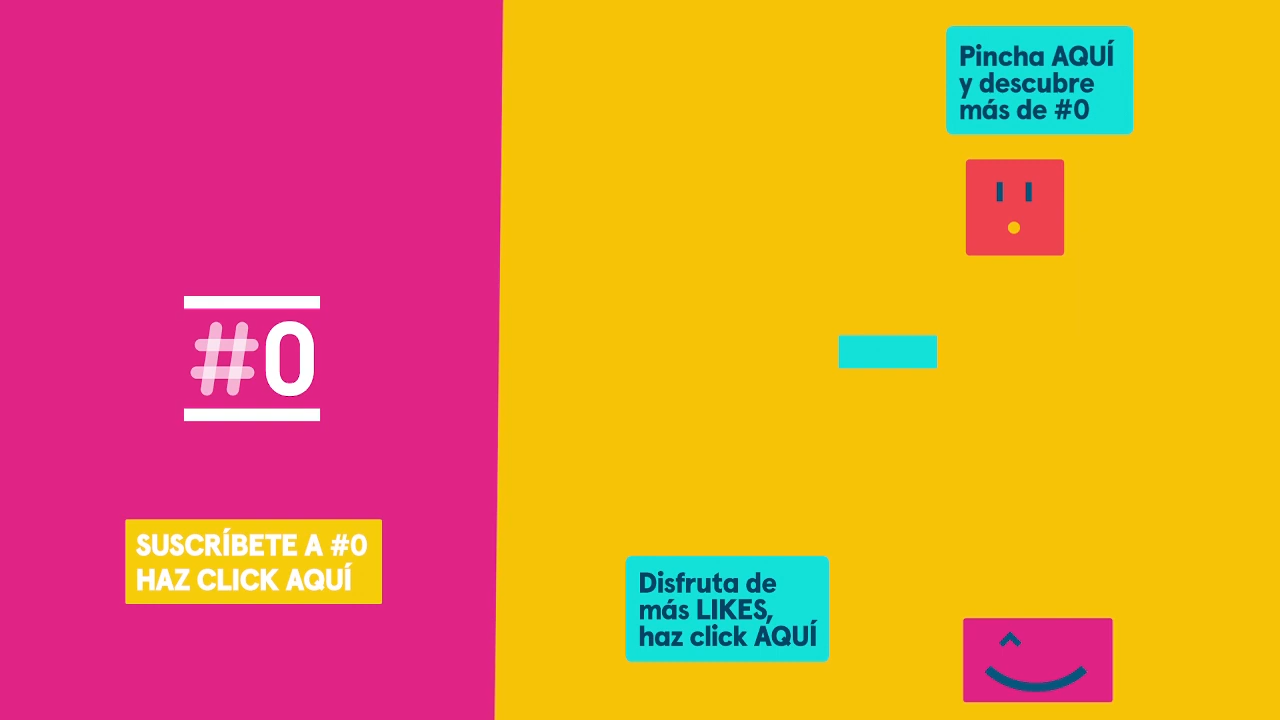 #0
SUSCRÍBETE A #0
HAZ CLICK AQUÍ
Pincha AQUÍ
y descubre
más de #0
Disfruta de
más LIKES,
haz click AQUÍ